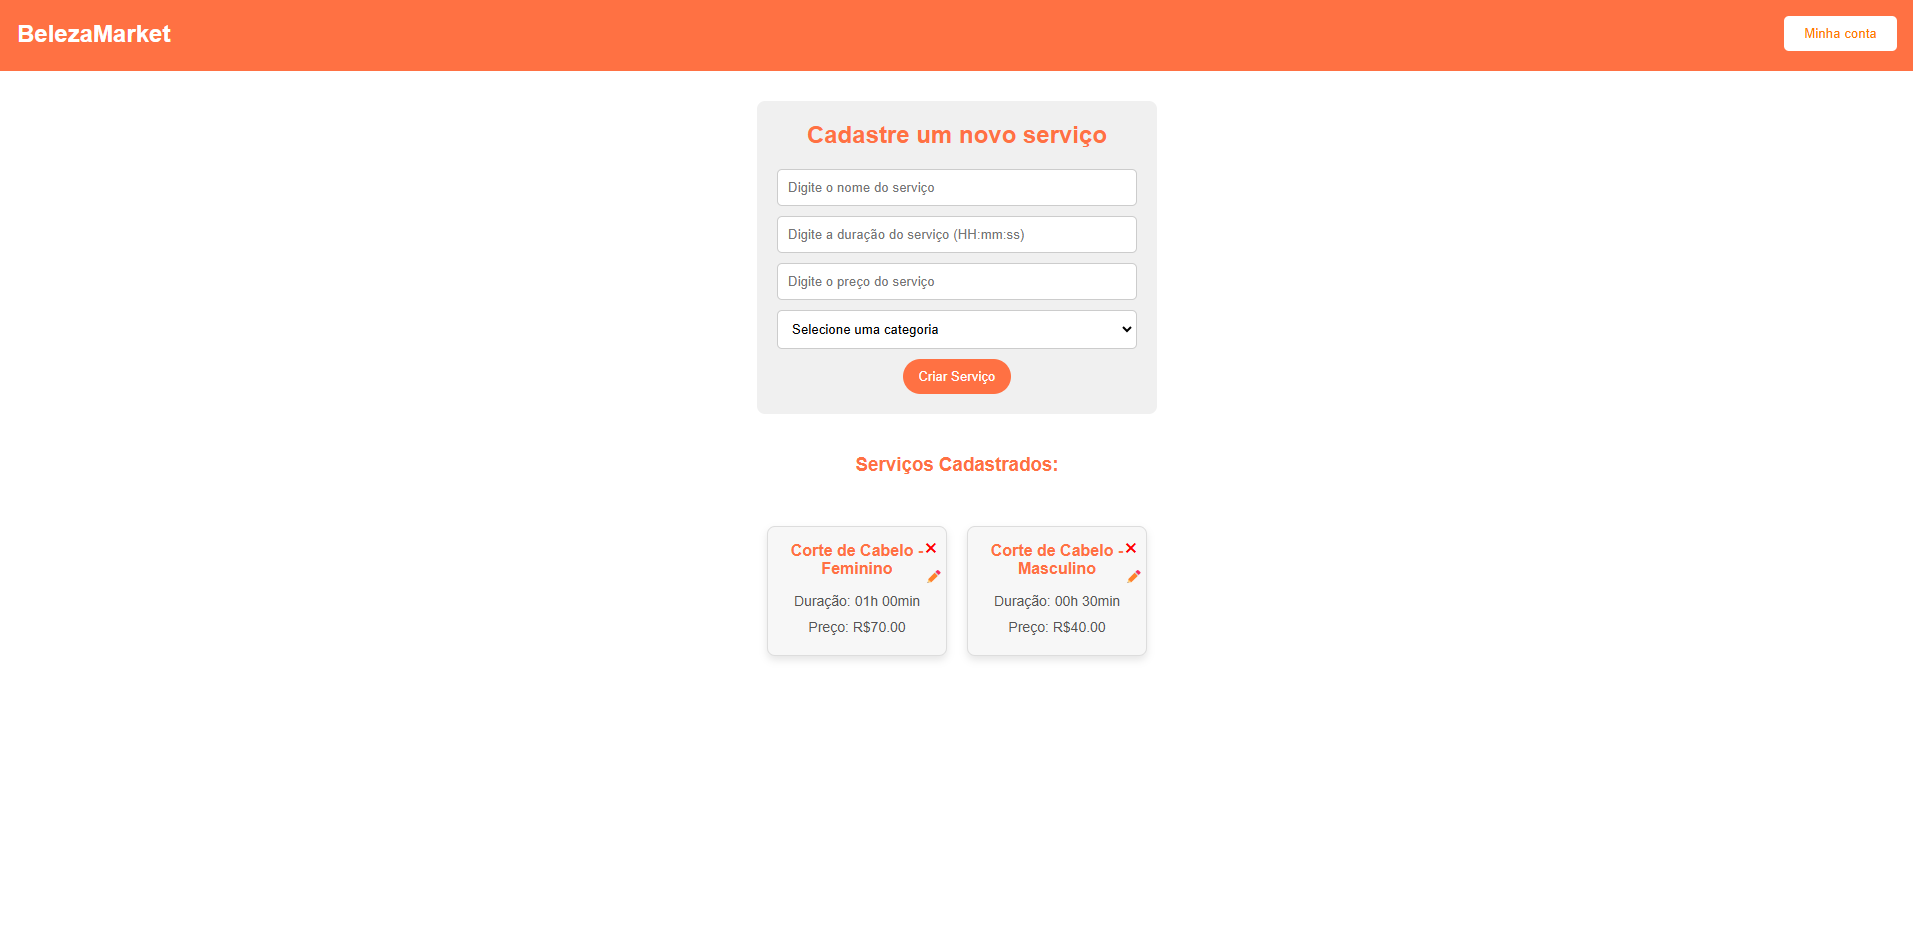 BelezaMarket
Minha conta
Cadastre um novo serviço
Digite o nome do serviço
Digite a duração do serviço (HH:mm:ss)
Digite o preço do serviço
Selecione uma categoria
Criar Serviço
Serviços Cadastrados:
Corte de Cabelo -
Feminino
Duração: 01h 00min
Preço: R$70.00
Corte de Cabelo -
Masculino
Duração: 00h 30min
Preço: R$40.00